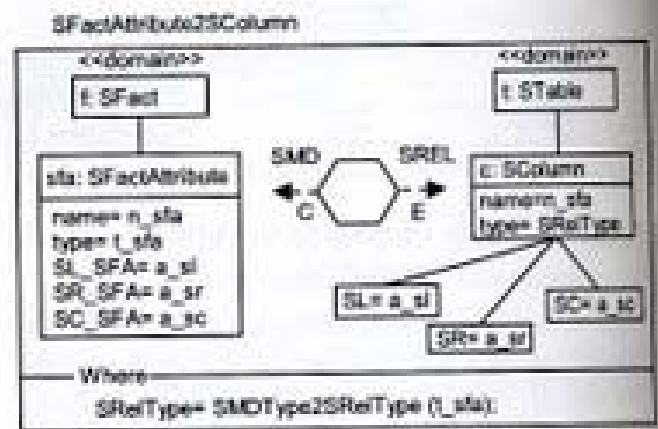 SFactAttribute2SColumn
<<domain>>
f: SFact
<<domain>>
t: STable
sfa: SFactAttribute
name= n_sfa
type= t_sfa
SL_SFA= a_sl
SR_SFA= a_sr
SC_SFA= a_sc
SMD
SREL
C
E
c: SColumn
name=n_sfa
type= SRelType
SL= a_sl
SR= a_sr
SC= a_sc
Where
SRelType= SMDType2SRelType (t_sfa);